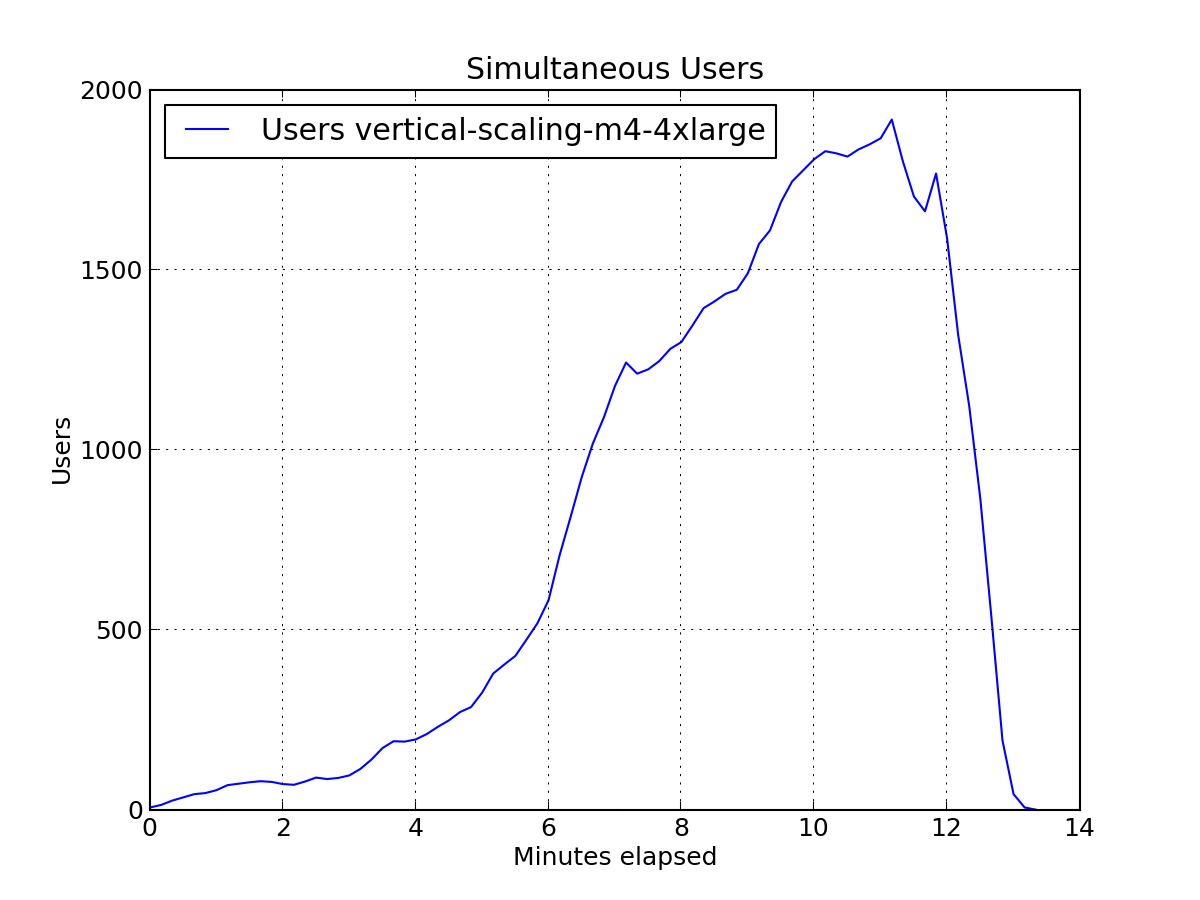 Simultaneous Users
Users vertical-scaling-m4-4xlarge
2000
1500
1000
500
0
Users
0 2 4 6 8 10 12 14
Minutes elapsed